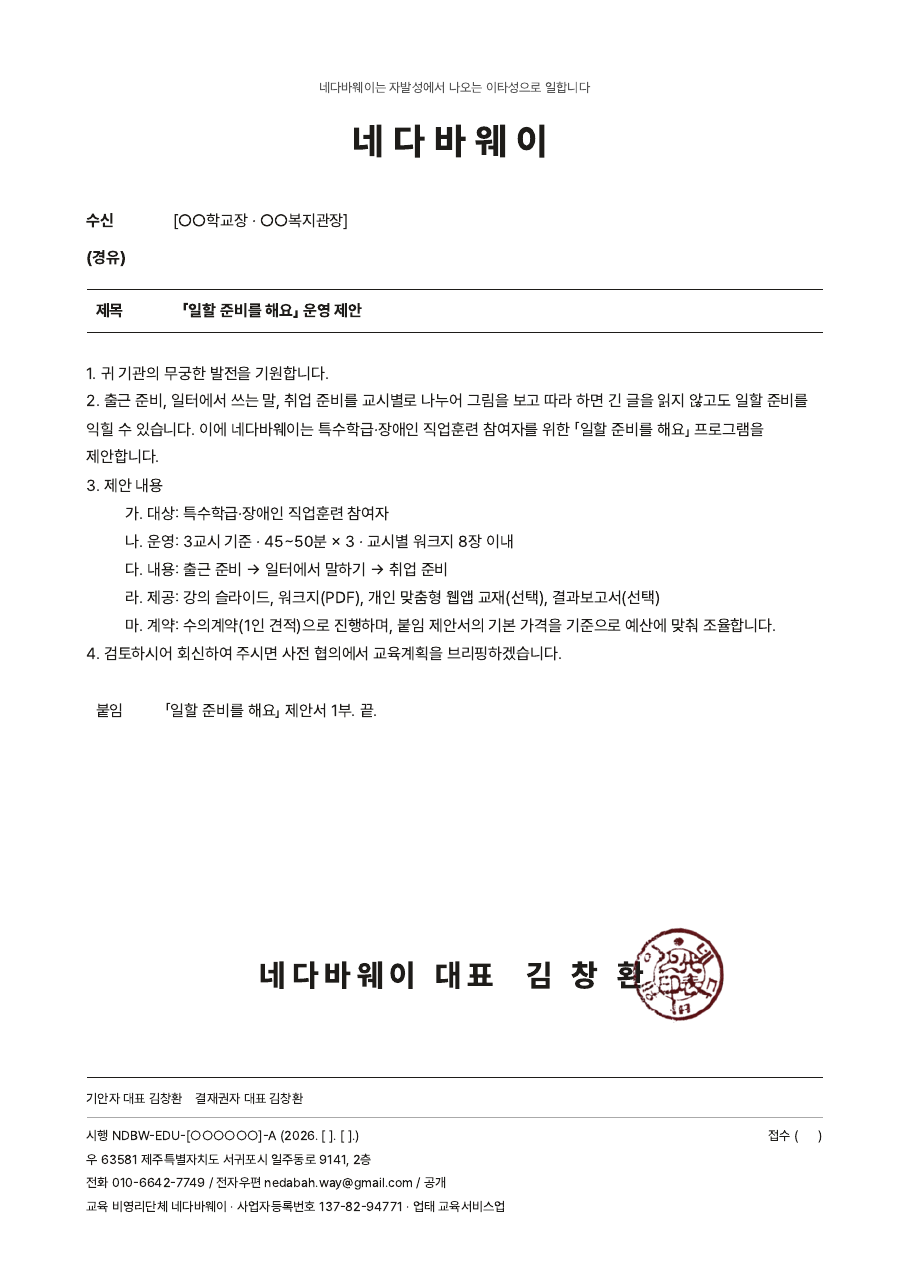 네다바웨이는 자발성에서 나오는 이타성으로 일합니다
네다바웨이
수신 [○○학교장 · ○○복지관장]
(경유)
제목 「일할 준비를 해요」 운영 제안
1. 귀 기관의 무궁한 발전을 기원합니다.
2. 출근 준비, 일터에서 쓰는 말, 취업 준비를 교시별로 나누어 그림을 보고 따라 하면 긴 글을 읽지 않고도 일할 준비를
익힐 수 있습니다. 이에 네다바웨이는 특수학급·장애인 직업훈련 참여자를 위한 「일할 준비를 해요」 프로그램을
제안합니다.
3. 제안 내용
가. 대상: 특수학급·장애인 직업훈련 참여자
나. 운영: 3교시 기준 · 45~50분 × 3 · 교시별 워크지 8장 이내
다. 내용: 출근 준비 → 일터에서 말하기 → 취업 준비
라. 제공: 강의 슬라이드, 워크지(PDF), 개인 맞춤형 웹앱 교재(선택), 결과보고서(선택)
마. 계약: 수의계약(1인 견적)으로 진행하며, 붙임 제안서의 기본 가격을 기준으로 예산에 맞춰 조율합니다.
4. 검토하시어 회신하여 주시면 사전 협의에서 교육계획을 브리핑하겠습니다.
붙임 「일할 준비를 해요」 제안서 1부. 끝.
네다바웨이 대표 김 창 환
기안자 대표 김창환 결재권자 대표 김창환
시행 NDBW-EDU-[○○○○○○]-A (2026. [ ]. [ ].) 접수 ( )
우 63581 제주특별자치도 서귀포시 일주동로 9141, 2층
전화 010-6642-7749 / 전자우편 nedabah.way@gmail.com / 공개
교육 비영리단체 네다바웨이 · 사업자등록번호 137-82-94771 · 업태 교육서비스업